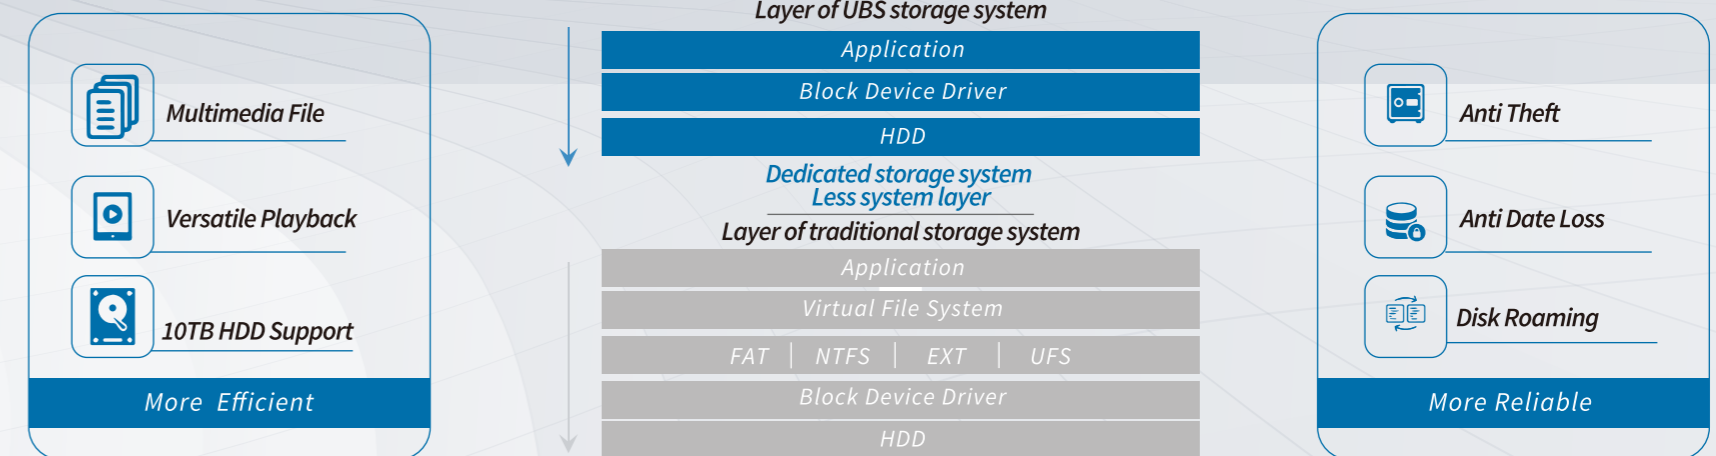 Multimedia File
Versatile Playback
10TB HDD Support
More Efficient
Layer of UBS storage system
Application
Block Device Driver
HDD
Dedicated storage system
Less system layer
Layer of traditional storage system
Application
Virtual File System
FAT | NTFS | EXT | UFS
Block Device Driver
HDD
Anti Theft
Anti Date Loss
Disk Roaming
More Reliable